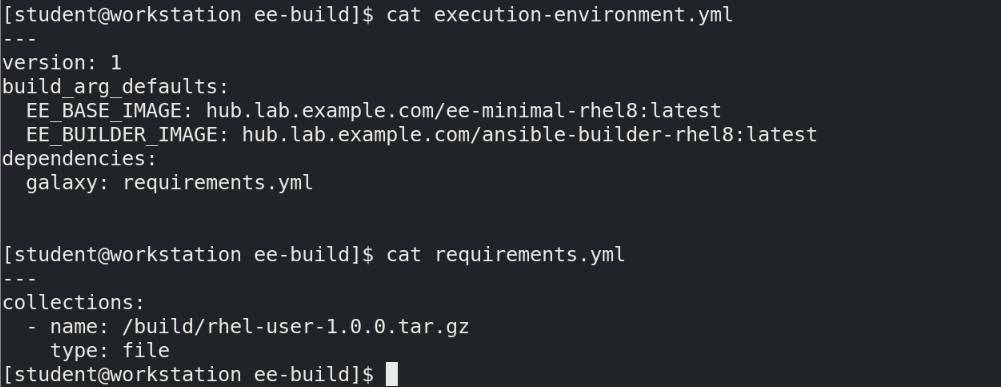 [student@workstation ee-build]$ cat execution-environment.yml
---
version: 1
build_arg_defaults:
  EE_BASE_IMAGE: hub.lab.example.com/ee-minimal-rhel8:latest
  EE_BUILDER_IMAGE: hub.lab.example.com/ansible-builder-rhel8:latest
dependencies:
  galaxy: requirements.yml
[student@workstation ee-build]$ cat requirements.yml
---
collections:
  - name: /build/rhel-user-1.0.0.tar.gz
    type: file
[student@workstation ee-build]$